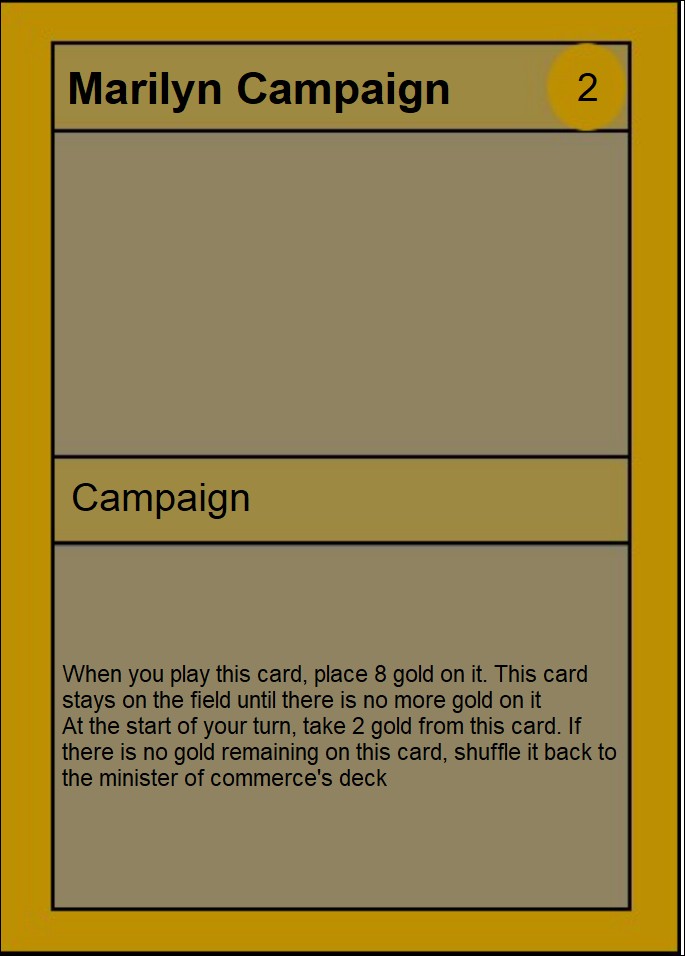 Marilyn Campaign
2
Campaign
When you play this card, place 8 gold on it. This card
stays on the field until there is no more gold on it
At the start of your turn, take 2 gold from this card. If
there is no gold remaining on this card, shuffle it back to
the minister of commerce's deck